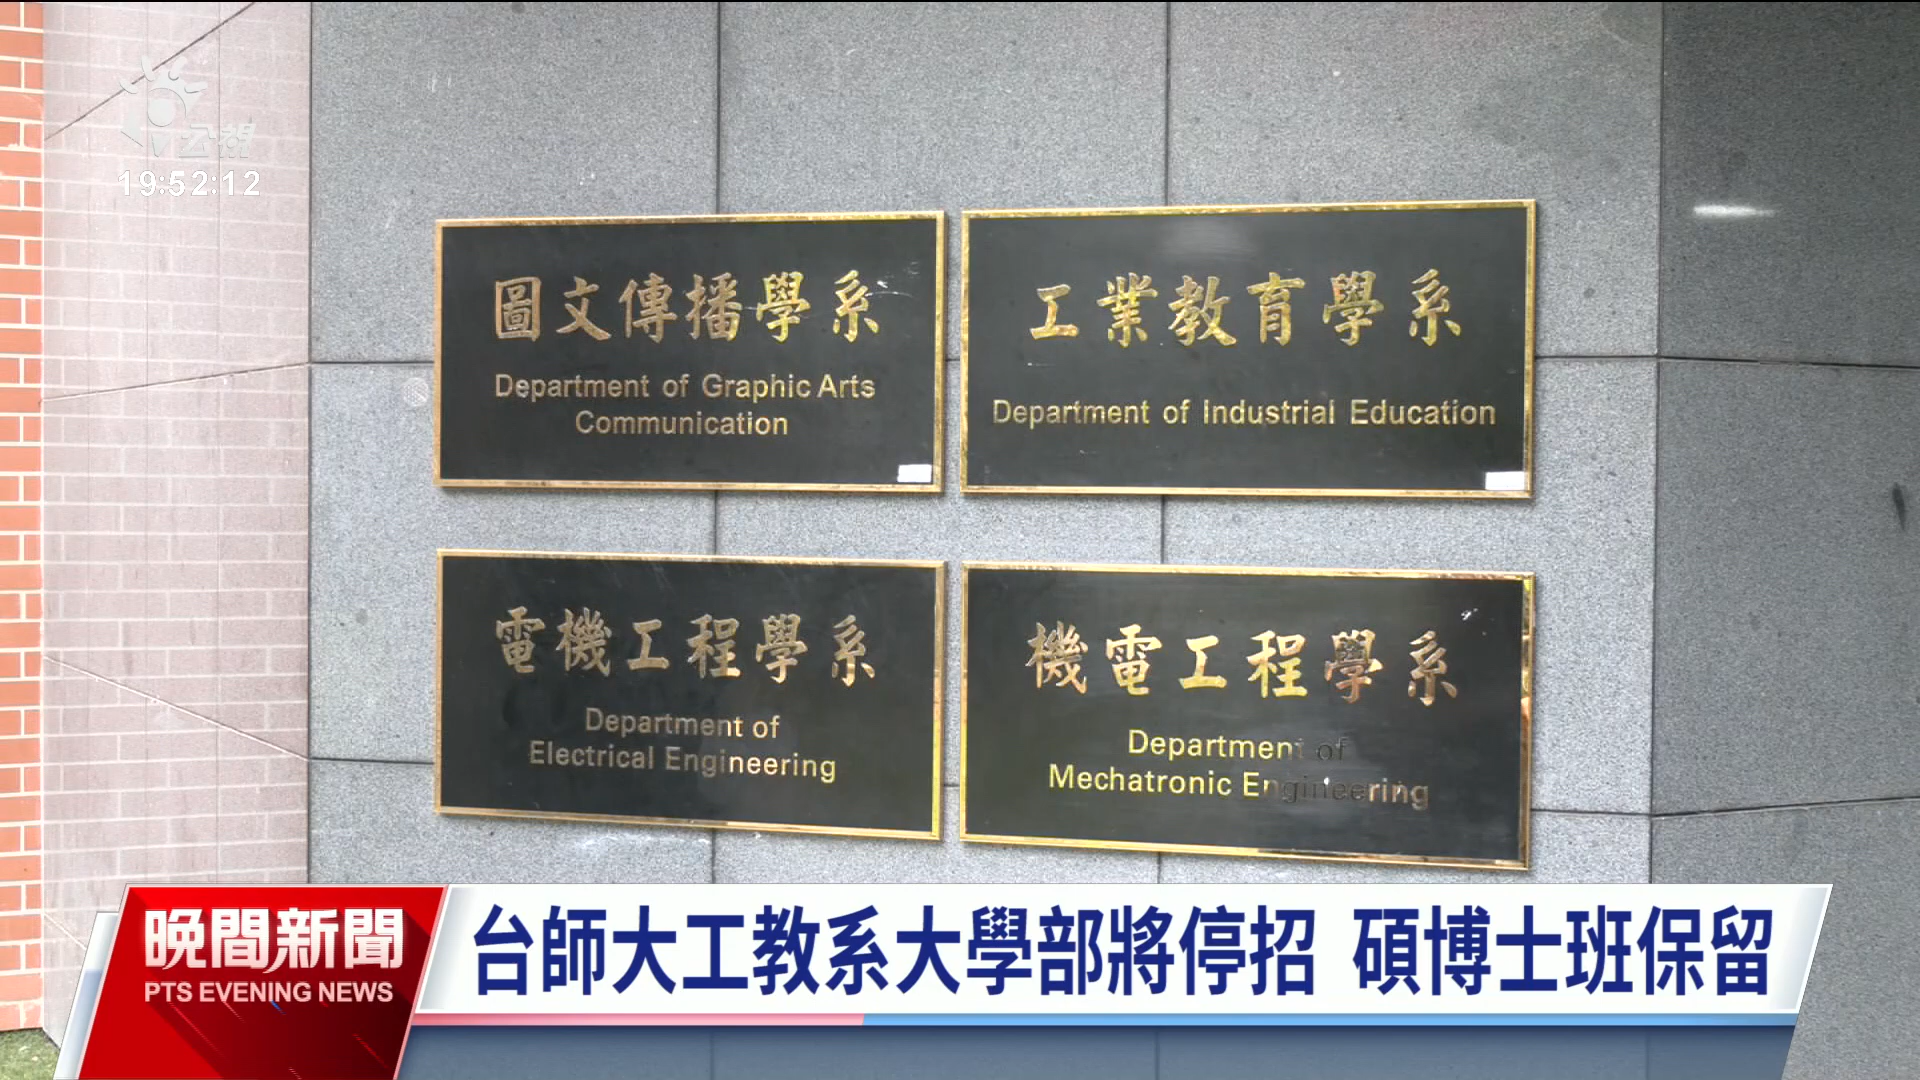 公視
19:52:12
圖文傳播學系
Department of Graphic Arts
Communication
工業教育學系
Department of Industrial Education
電機工程學系
Department of
Electrical Engineering
機電工程學系
Department of
Mechatronic Engineering
晚間新聞
PTS EVENING NEWS
台師大工教系大學部將停招 碩博士班保留